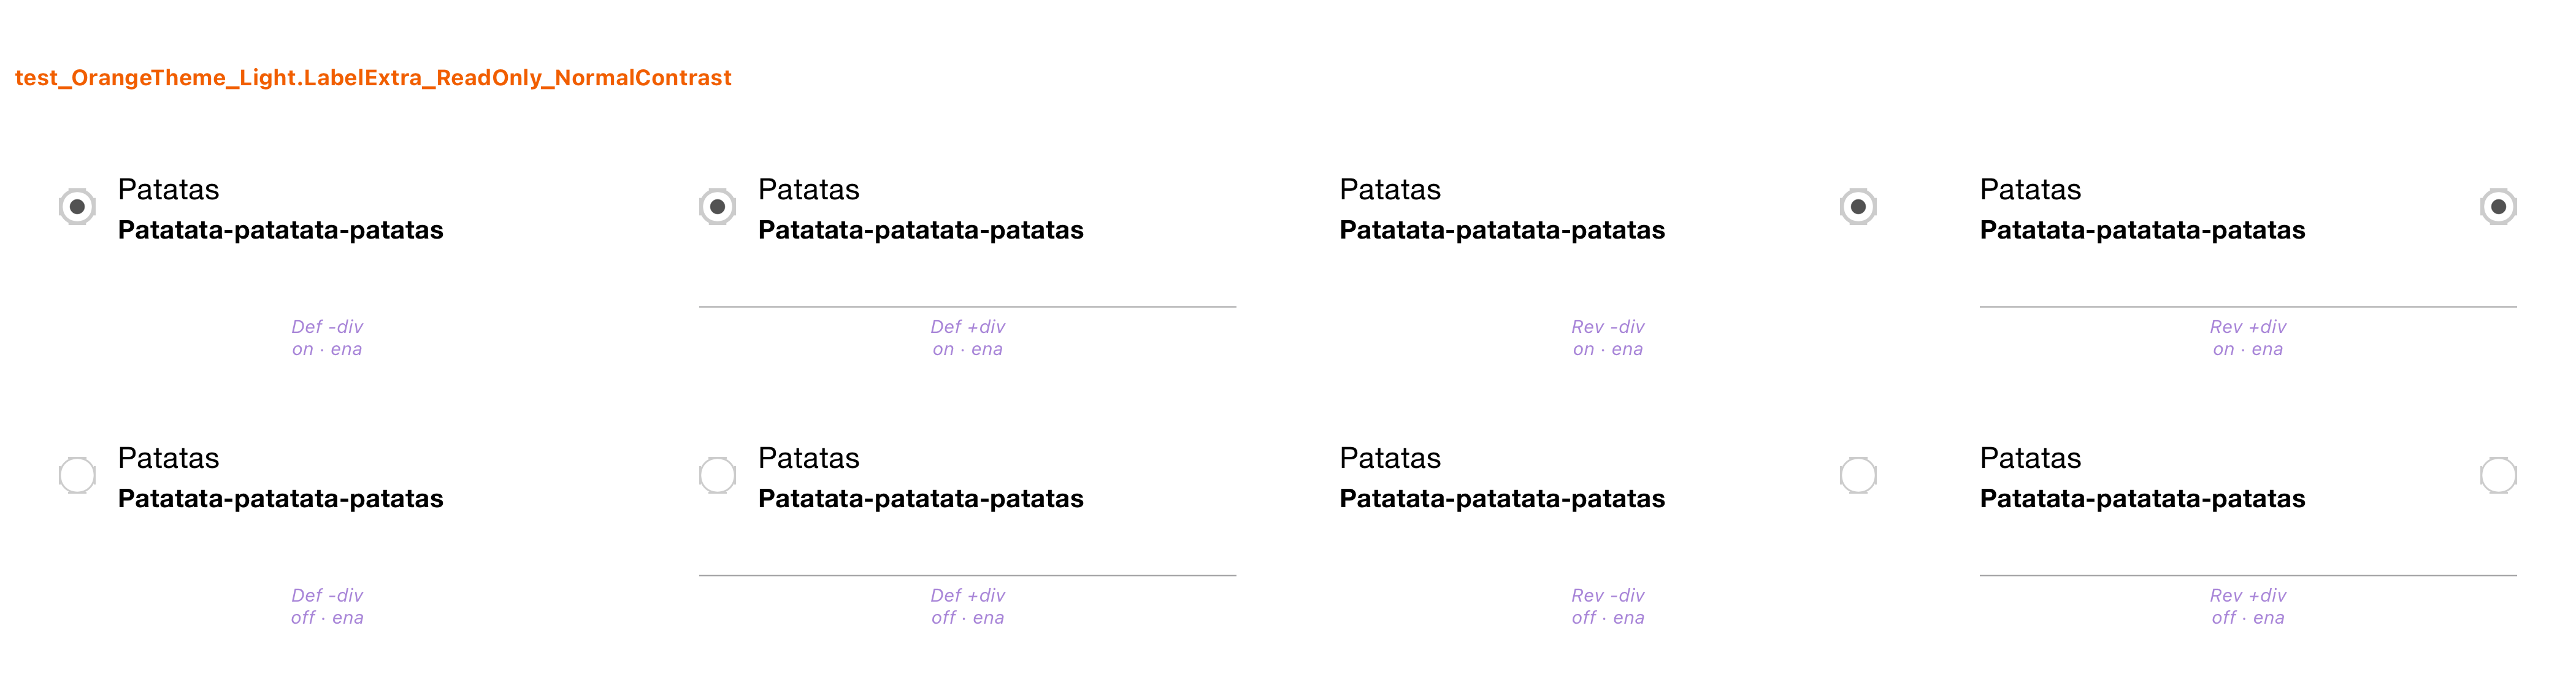 test_OrangeTheme_Light.LabelExtra_ReadOnly_NormalContrast
Patatas
Patatata-patatata-patatas
Def -div
on · ena
Patatas
Patatata-patatata-patatas
Def +div
on · ena
Patatas
Patatata-patatata-patatas
Rev -div
on · ena
Patatas
Patatata-patatata-patatas
Rev +div
on · ena
Patatas
Patatata-patatata-patatas
Def -div
off · ena
Patatas
Patatata-patatata-patatas
Def +div
off · ena
Patatas
Patatata-patatata-patatas
Rev -div
off · ena
Patatas
Patatata-patatata-patatas
Rev +div
off · ena